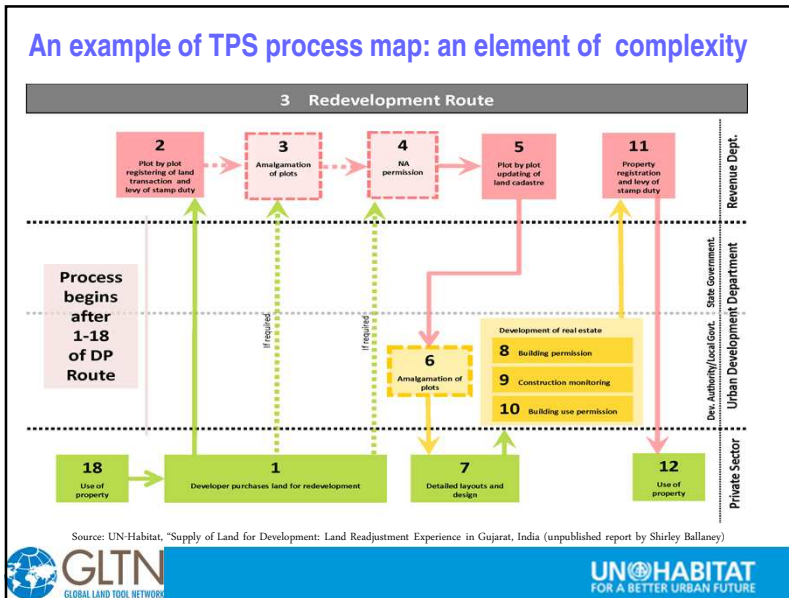 An example of TPS process map: an element of complexity
3 Redevelopment Route
2
Plot by plot
registering of land
transaction and
levy of stamp duty
3
Amalgamation
of plots
4
NA
permission
5
Plot by plot
updating of
land cadastre
11
Property
registration
and levy of
stamp duty
Revenue Dept.
Process
begins
after
1-18
of DP
Route
If required
If required
6
Amalgamation of
plots
Development of real estate
8 Building permission
9 Construction monitoring
10 Building use permission
State Government.
Dev. Authority/Local Govt.
Urban Development Department
18
Use of
property
1
Developer purchases land for redevelopment
7
Detailed layouts and
design
12
Use of
property
Private Sector
Source: UN-Habitat, “Supply of Land for Development: Land Readjustment Experience in Gujarat, India (unpublished report by Shirley Ballaney)
GLTN
GLOBAL LAND TOOL NETWORK
UN HABITAT
FOR A BETTER URBAN FUTURE